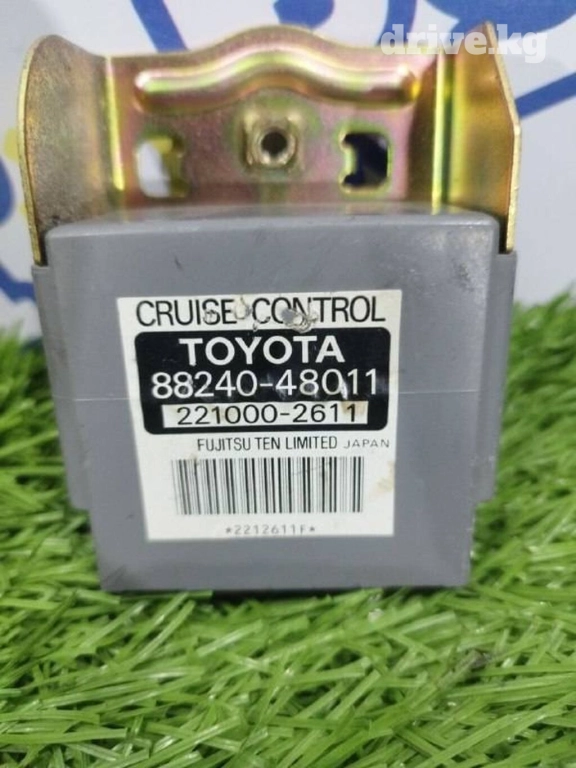 drive.kg
CRUISE CONTROL
TOYOTA
88240-48011
221000-2611
FUJITSU TEN LIMITED JAPAN
*2212611F*